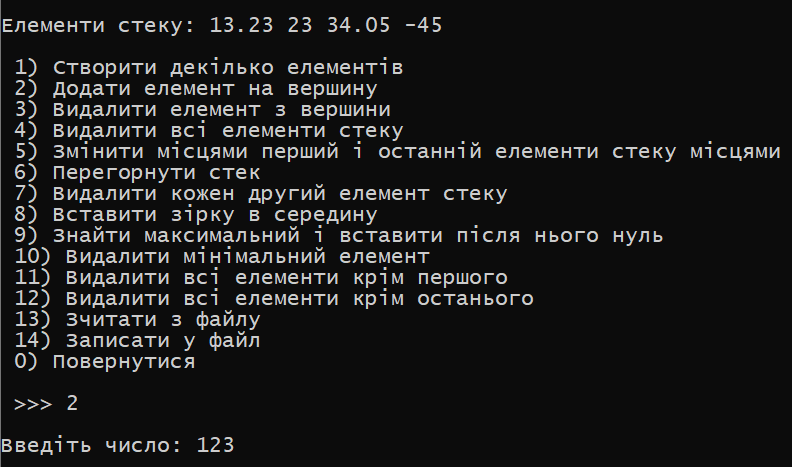 Елементи стеку: 13.23 23 34.05 -45
1) Створити декілько елементів
2) Додати елемент на вершину
3) Видалити елемент з вершини
4) Видалити всі елементи стеку
5) Змінити місцями перший і останній елементи стеку місцями
6) Перегорнути стек
7) Видалити кожен другий елемент стеку
8) Вставити зірку в середину
9) Знайти максимальний і вставити після нього нуль
10) Видалити мінімальний елемент
11) Видалити всі елементи крім першого
12) Видалити всі елементи крім останього
13) Зчитати з файлу
14) Записати у файл
0) Повернутися
>>> 2
Введіть число: 123